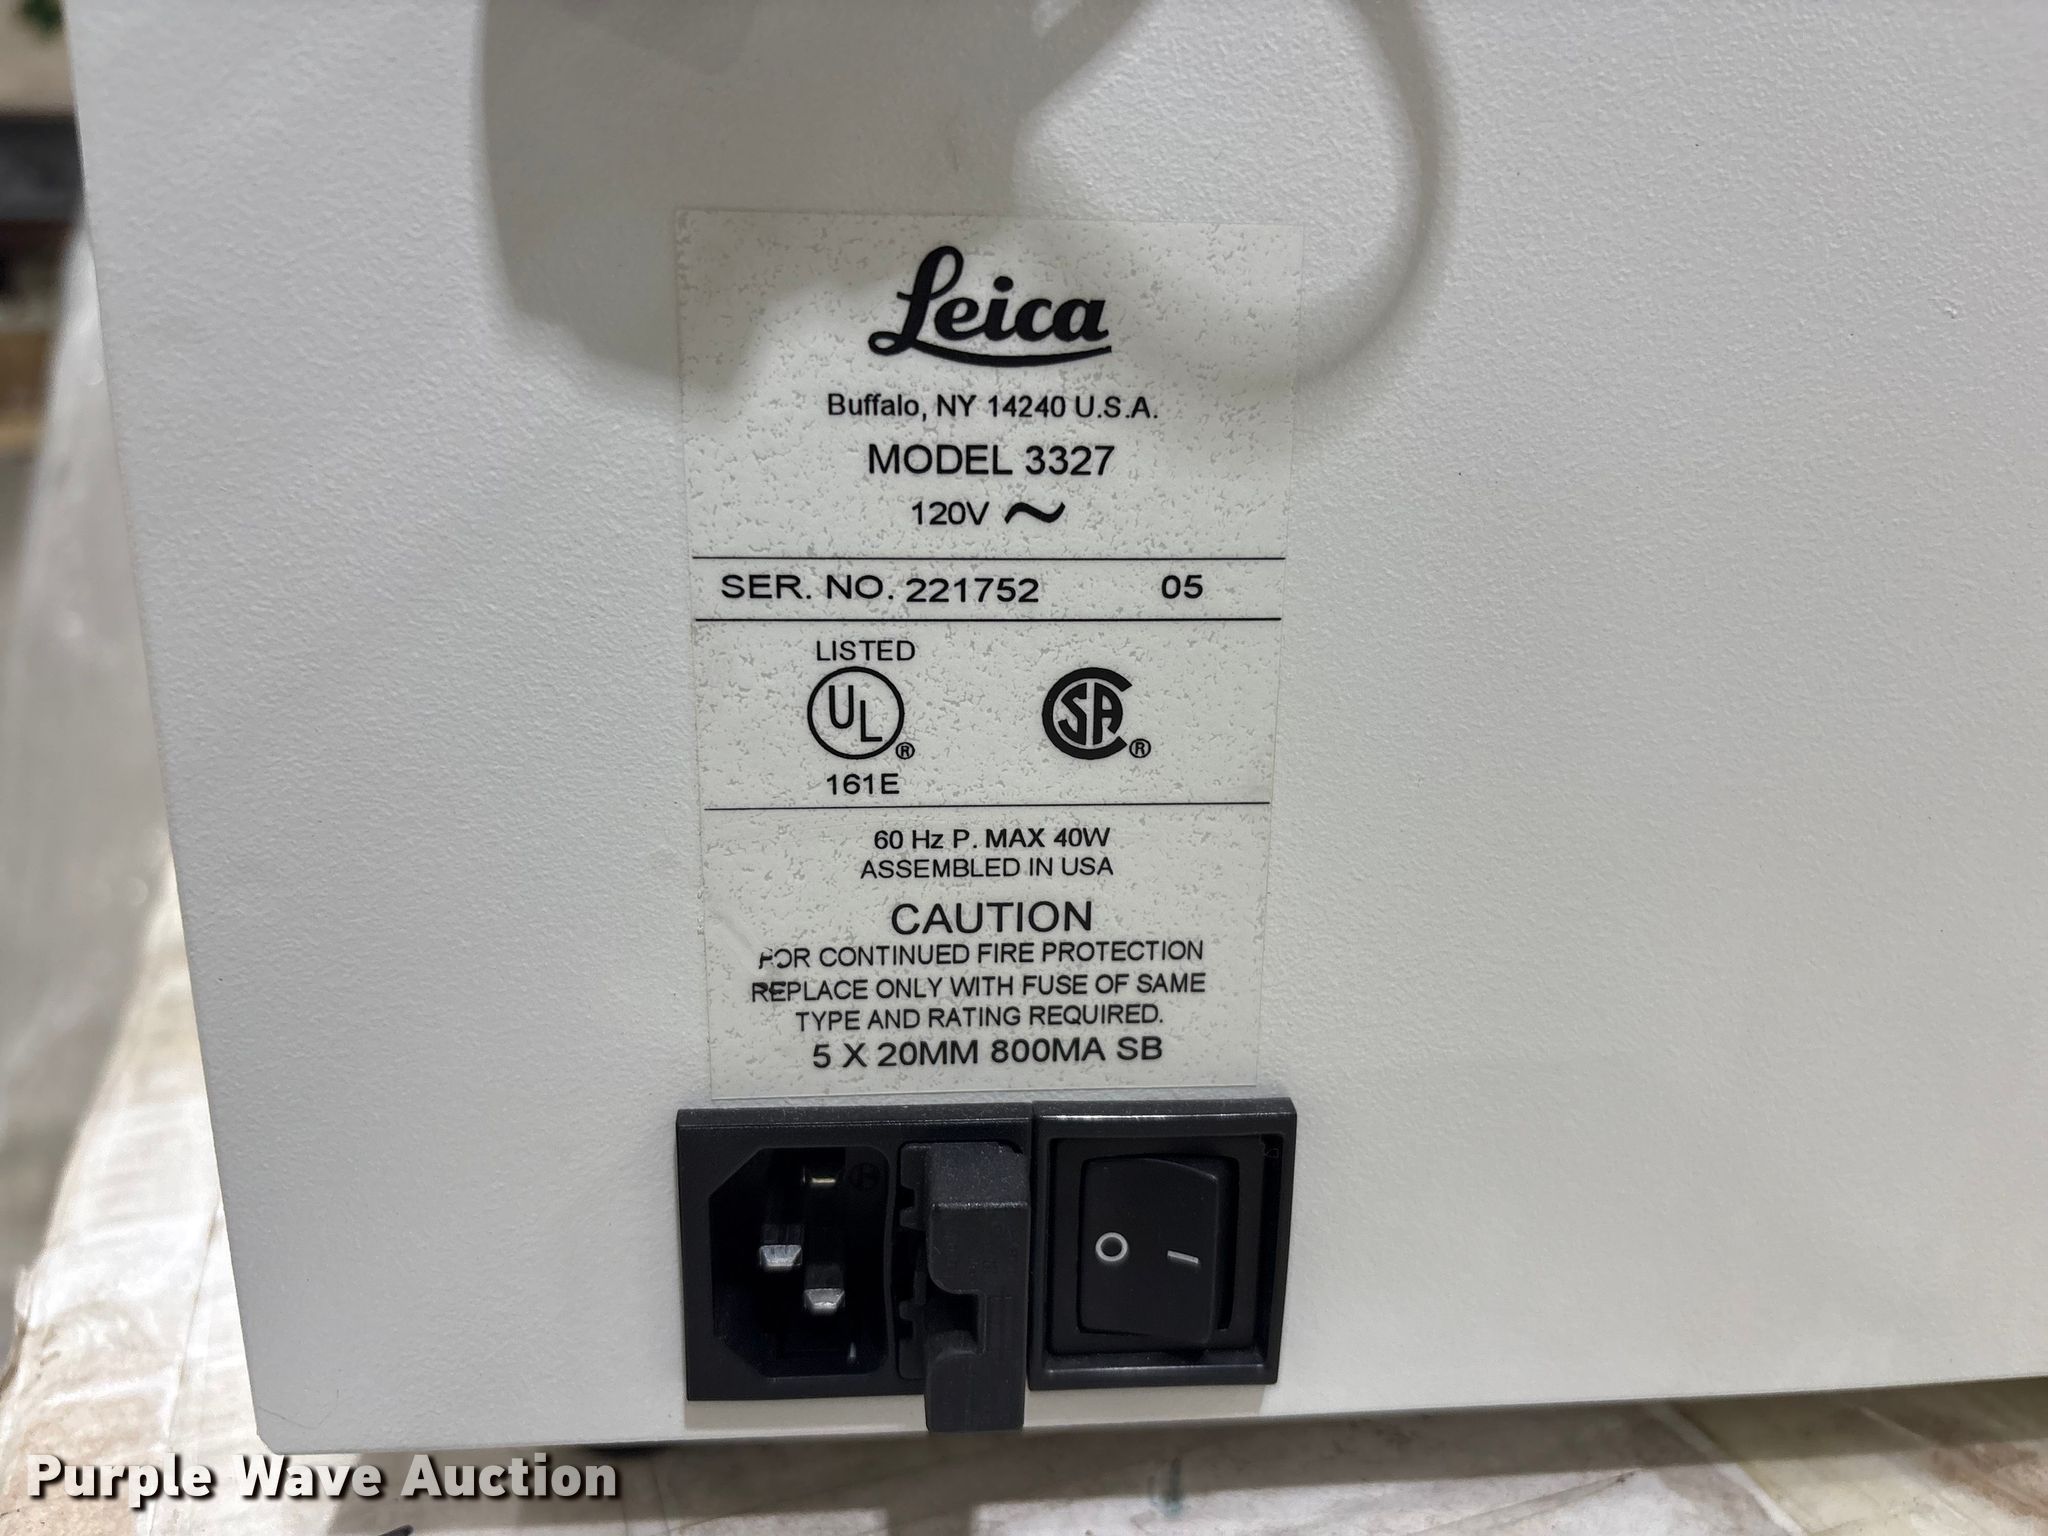 Leica
Buffalo, NY 14240 U.S.A.
MODEL 3327
120V ~
SER. NO. 221752 05
LISTED
UL ®
SA ®
161E
60 Hz P. MAX 40W
ASSEMBLED IN USA
CAUTION
FOR CONTINUED FIRE PROTECTION
REPLACE ONLY WITH FUSE OF SAME
TYPE AND RATING REQUIRED.
5 X 20MM 800MA SB
O I
Purple Wave Auction